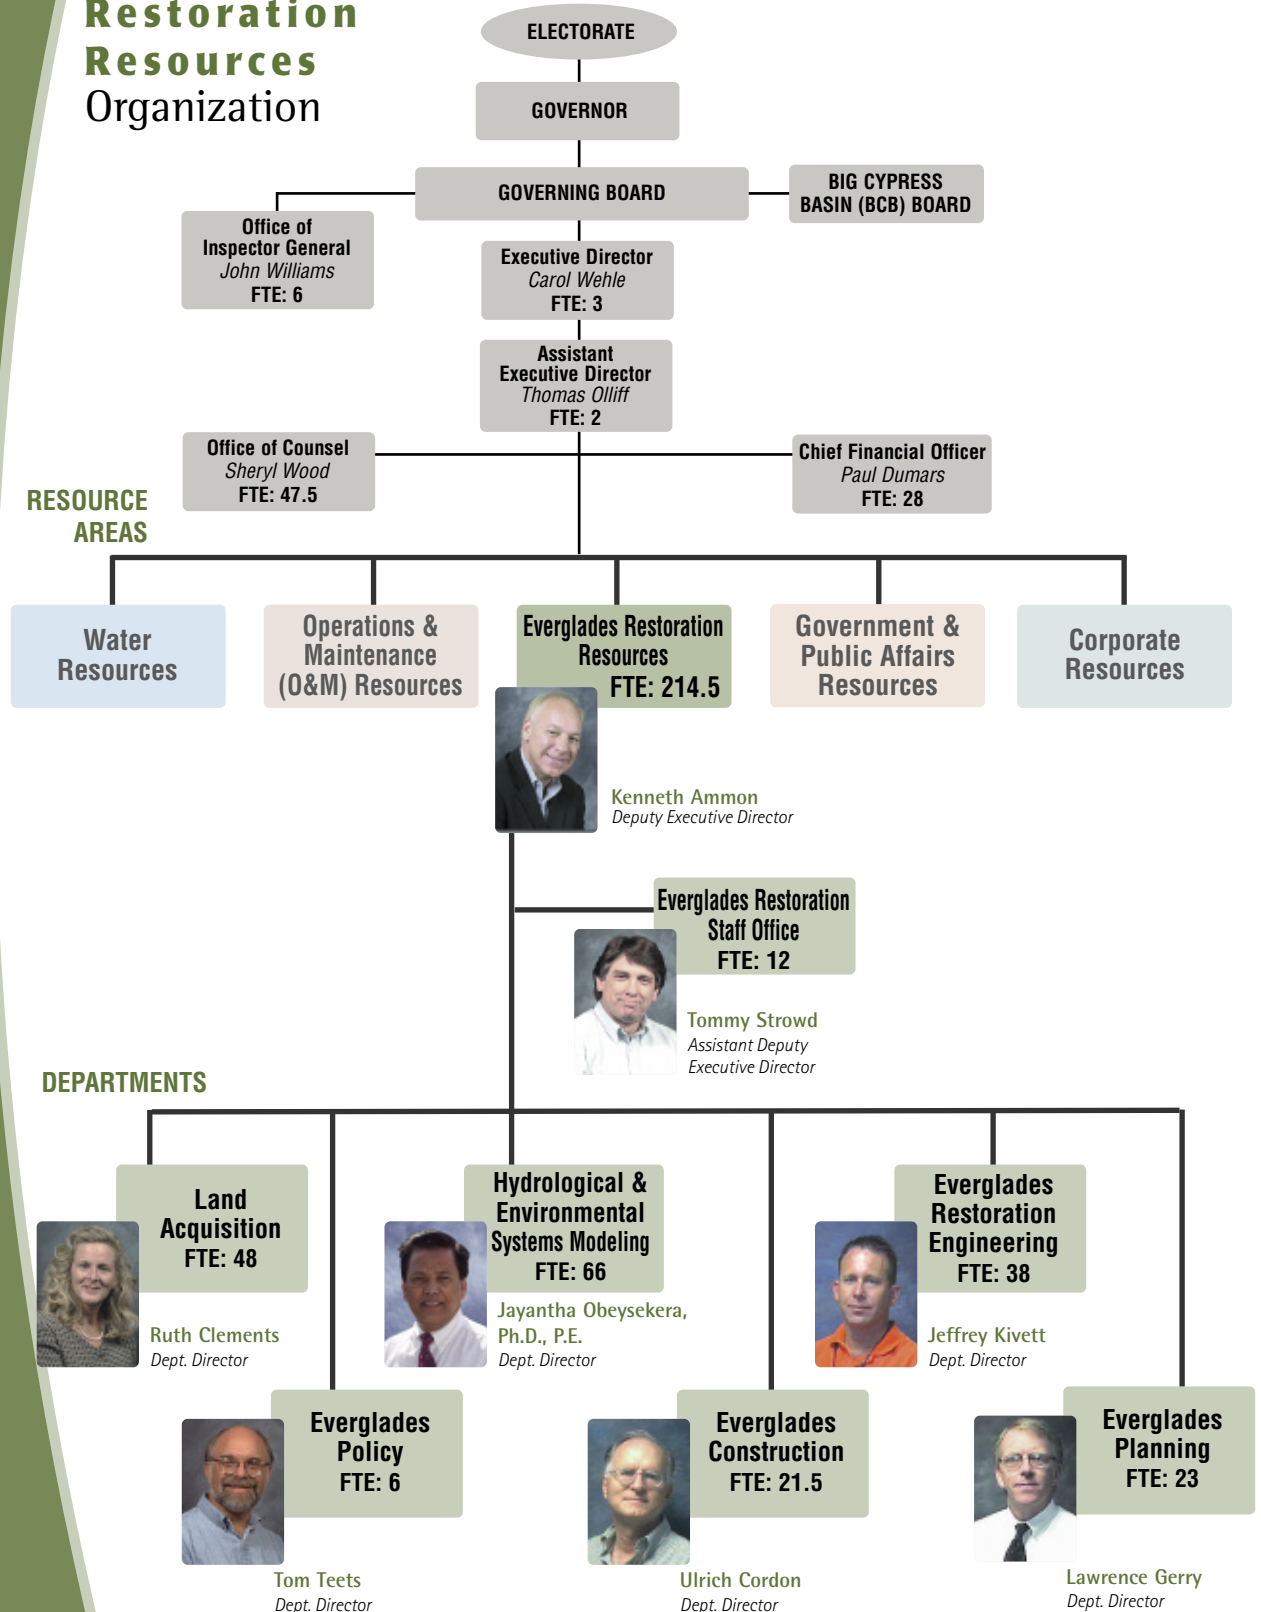 Restoration
Resources
Organization
ELECTORATE
GOVERNOR
GOVERNING BOARD
BIG CYPRESS
BASIN (BCB) BOARD
Office of
Inspector General
John Williams
FTE: 6
Executive Director
Carol Wehle
FTE: 3
Assistant
Executive Director
Thomas Olliff
FTE: 2
Office of Counsel
Sheryl Wood
FTE: 47.5
Chief Financial Officer
Paul Dumars
FTE: 28
RESOURCE
AREAS
Water
Resources
Operations &
Maintenance
(O&M) Resources
Everglades Restoration
Resources
FTE: 214.5
Government &
Public Affairs
Resources
Corporate
Resources
Kenneth Ammon
Deputy Executive Director
Everglades Restoration
Staff Office
FTE: 12
Tommy Strowd
Assistant Deputy
Executive Director
DEPARTMENTS
Land
Acquisition
FTE: 48
Ruth Clements
Dept. Director
Hydrological &
Environmental
Systems Modeling
FTE: 66
Jayantha Obeysekera,
Ph.D., P.E.
Dept. Director
Everglades
Restoration
Engineering
FTE: 38
Jeffrey Kivett
Dept. Director
Everglades
Policy
FTE: 6
Tom Teets
Dept. Director
Everglades
Construction
FTE: 21.5
Ulrich Cordon
Dept. Director
Everglades
Planning
FTE: 23
Lawrence Gerry
Dept. Director